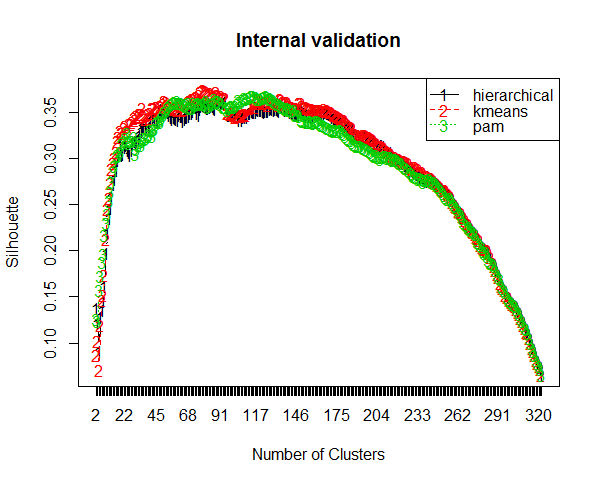 Internal validation
1 hierarchical
2 kmeans
3 pam
Silhouette
0.35
0.30
0.25
0.20
0.15
0.10
2 22 45 68 91 117 146 175 204 233 262 291 320
Number of Clusters